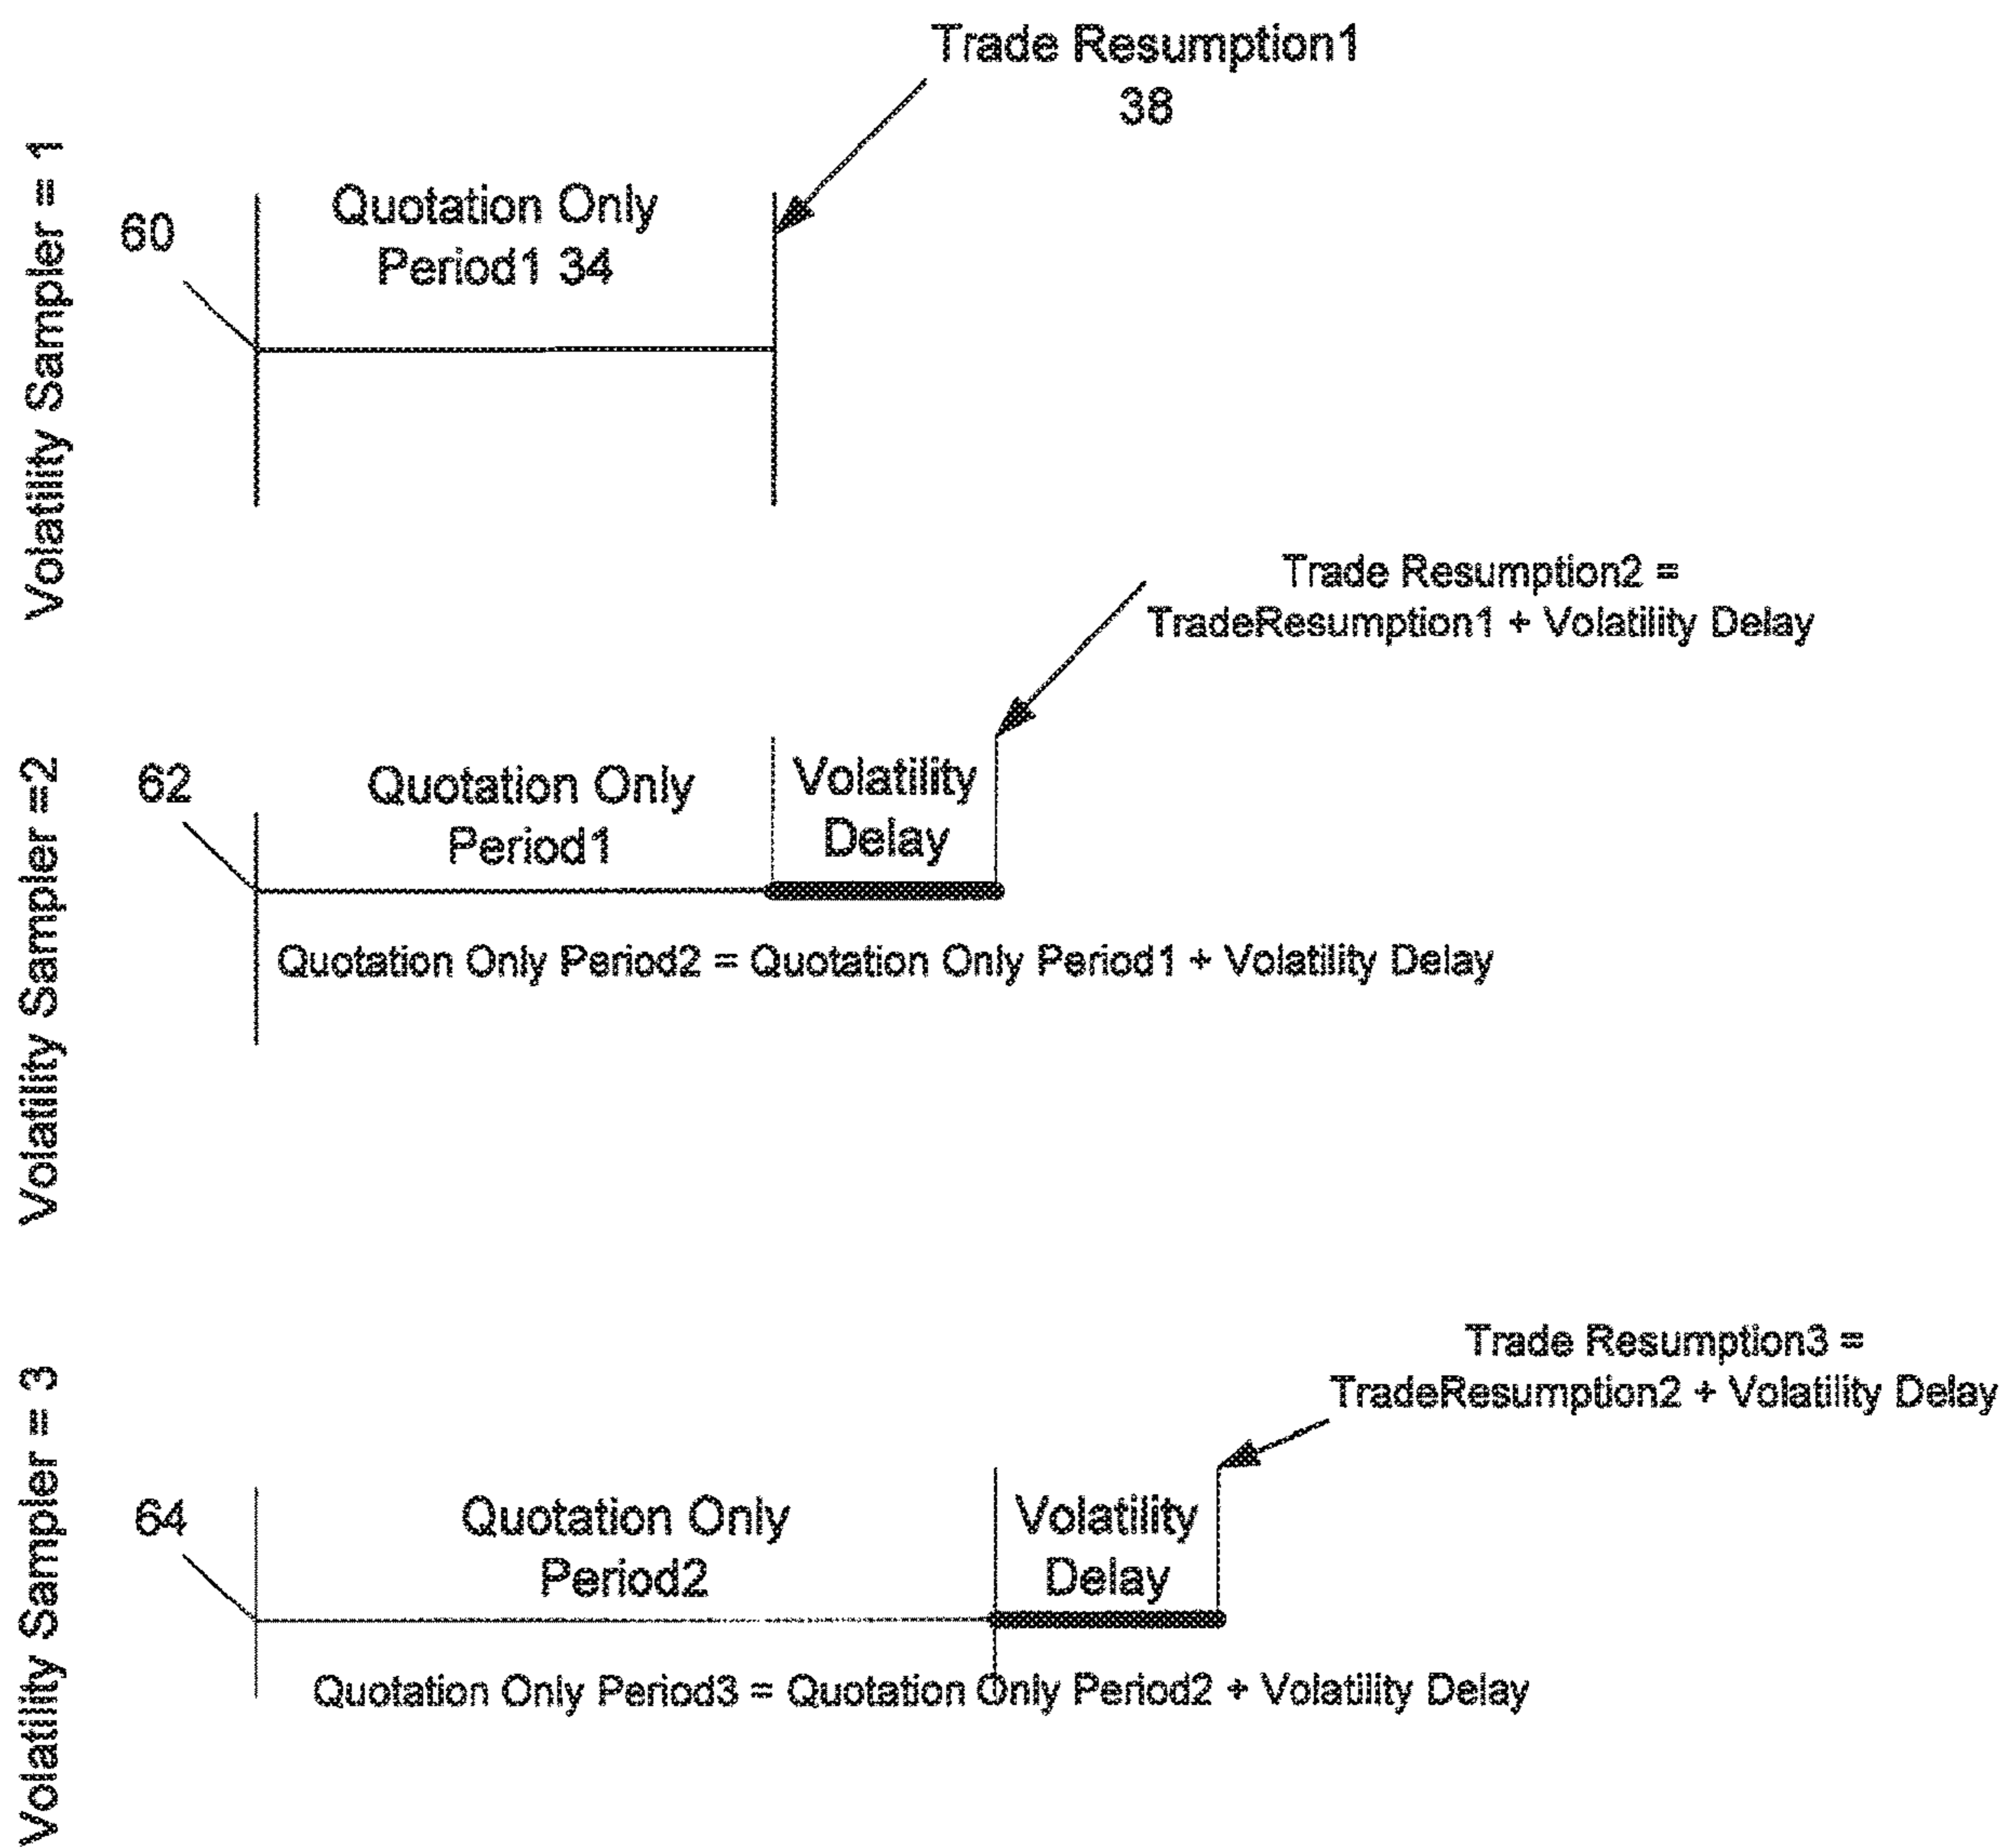 Volatility Sampler = 1
Trade Resumption1
38
60
Quotation Only
Period1 34
Volatility Sampler =2
Trade Resumption2 =
TradeResumption1 + Volatility Delay
62
Quotation Only
Period1
Volatility
Delay
Quotation Only Period2 = Quotation Only Period1 + Volatility Delay
Volatility Sampler = 3
Trade Resumption3 =
TradeResumption2 + Volatility Delay
64
Quotation Only
Period2
Volatility
Delay
Quotation Only Period3 = Quotation Only Period2 + Volatility Delay